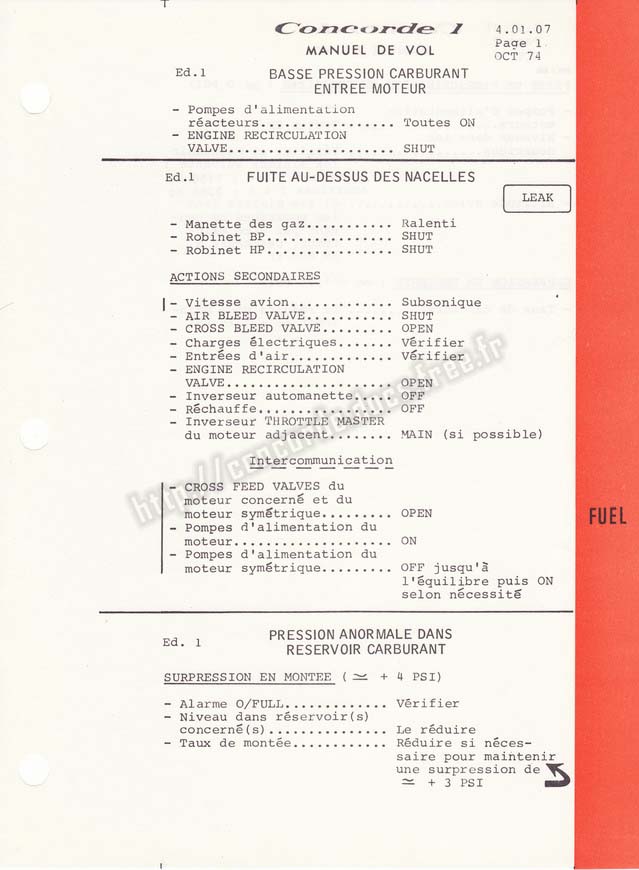 Concorde 1
4.01.07
MANUEL DE VOL
Page 1
OCT 74
Ed.1
BASSE PRESSION CARBURANT
ENTREE MOTEUR
- Pompes d'alimentation
réacteurs............... Toutes ON
- ENGINE RECIRCULATION
VALVE................... SHUT
Ed.1
FUITE AU-DESSUS DES NACELLES
LEAK
- Manette des gaz........... Ralenti
- Robinet BP................ SHUT
- Robinet HP................ SHUT
ACTIONS SECONDAIRES
- Vitesse avion............. Subsonique
- AIR BLEED VALVE........... SHUT
- CROSS BLEED VALVE......... OPEN
- Charges électriques....... Vérifier
- Entrées d'air............. Vérifier
- ENGINE RECIRCULATION
VALVE..................... OPEN
- Inverseur automanette..... OFF
- Réchauffe................. OFF
- Inverseur THROTTLE MASTER
du moteur adjacent........ MAIN (si possible)
Intercommunication
- CROSS FEED VALVES du
moteur concerné et du
moteur symétrique......... OPEN
- Pompes d'alimentation du
moteur.................... ON
- Pompes d'alimentation du
moteur symétrique......... OFF jusqu'à
l'équilibre puis ON
selon nécessité
FUEL
Ed. 1
PRESSION ANORMALE DANS
RESERVOIR CARBURANT
SURPRESSION EN MONTEE (≃ + 4 PSI)
- Alarme O/FULL............. Vérifier
- Niveau dans réservoir(s)
concerné(s)............... Le réduire
- Taux de montée............ Réduire si néces-
saire pour maintenir
une surpression de
≃ + 3 PSI